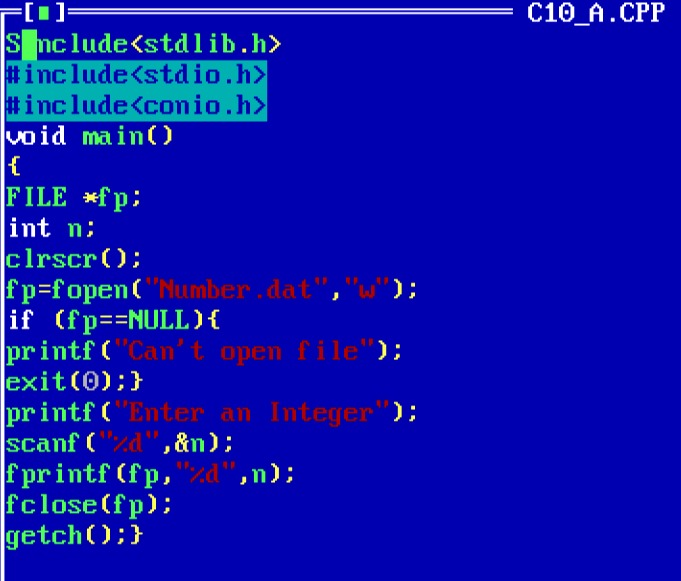 [■] C10_A.CPP
S nclude<stdlib.h>
#include<stdio.h>
#include<conio.h>
void main()
{
FILE *fp;
int n;
clrscr();
fp=fopen("Number.dat","w");
if (fp==NULL){
printf("Can't open file");
exit(0);}
printf("Enter an Integer");
scanf("%d",&n);
fprintf(fp,"%d",n);
fclose(fp);
getch();}